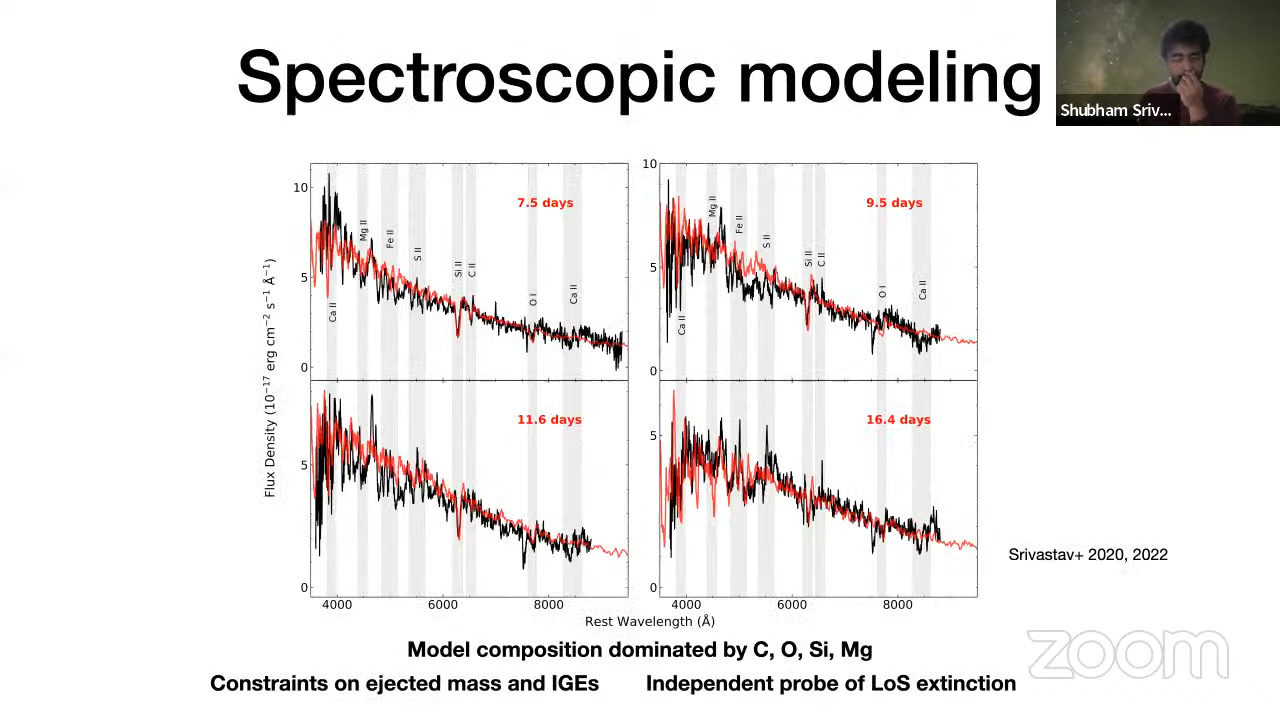 Spectroscopic modeling
Shubham Sriv...
10
5
0
7.5 days
Mg II
Fe II
S II
Si II
C II
O I
Ca II
Ca II
10
5
0
9.5 days
Mg II
Fe II
S II
Si II
C II
O I
Ca II
Ca II
Flux Density (10⁻¹⁷ erg cm⁻² s⁻¹ Å⁻¹)
5
0
11.6 days
5
0
16.4 days
4000 6000 8000
4000 6000 8000
Rest Wavelength (Å)
Srivastav+ 2020, 2022
Model composition dominated by C, O, Si, Mg
Constraints on ejected mass and IGEs
Independent probe of LoS extinction
zoom